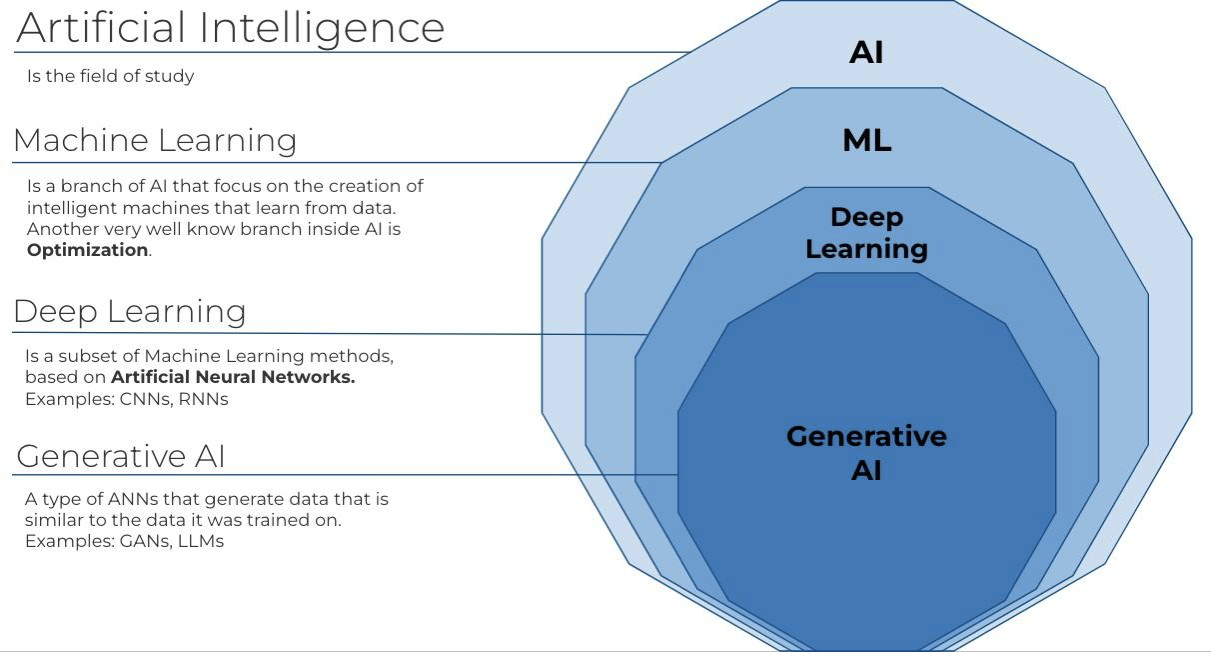 Artificial Intelligence
Is the field of study
Machine Learning
Is a branch of AI that focus on the creation of
intelligent machines that learn from data.
Another very well know branch inside AI is
Optimization.
Deep Learning
Is a subset of Machine Learning methods,
based on Artificial Neural Networks.
Examples: CNNs, RNNs
Generative AI
A type of ANNs that generate data that is
similar to the data it was trained on.
Examples: GANs, LLMs
AI
ML
Deep
Learning
Generative
AI